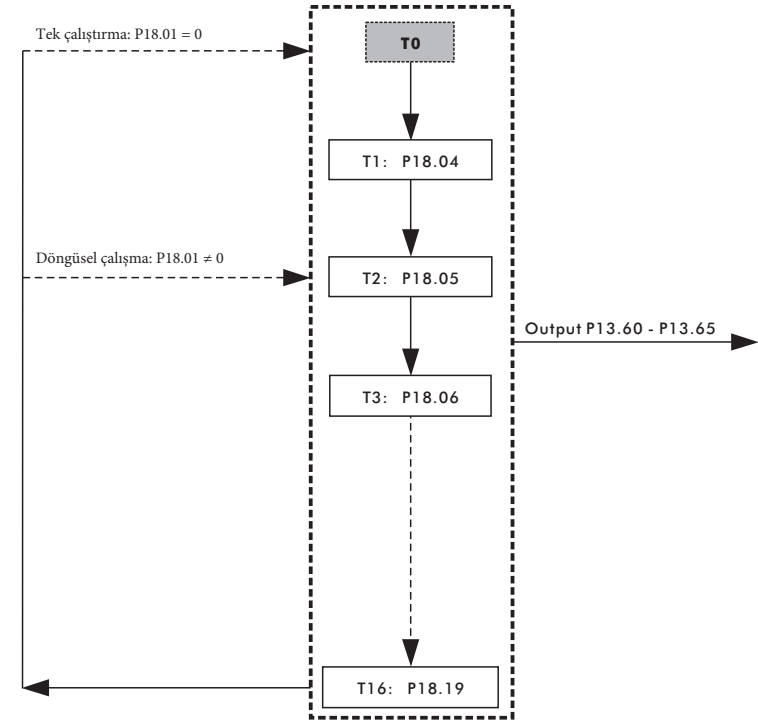 Tek çalıştırma: P18.01 = 0
T0
T1: P18.04
Döngüsel çalışma: P18.01 ≠ 0
T2: P18.05
Output P13.60 - P13.65
T3: P18.06
T16: P18.19